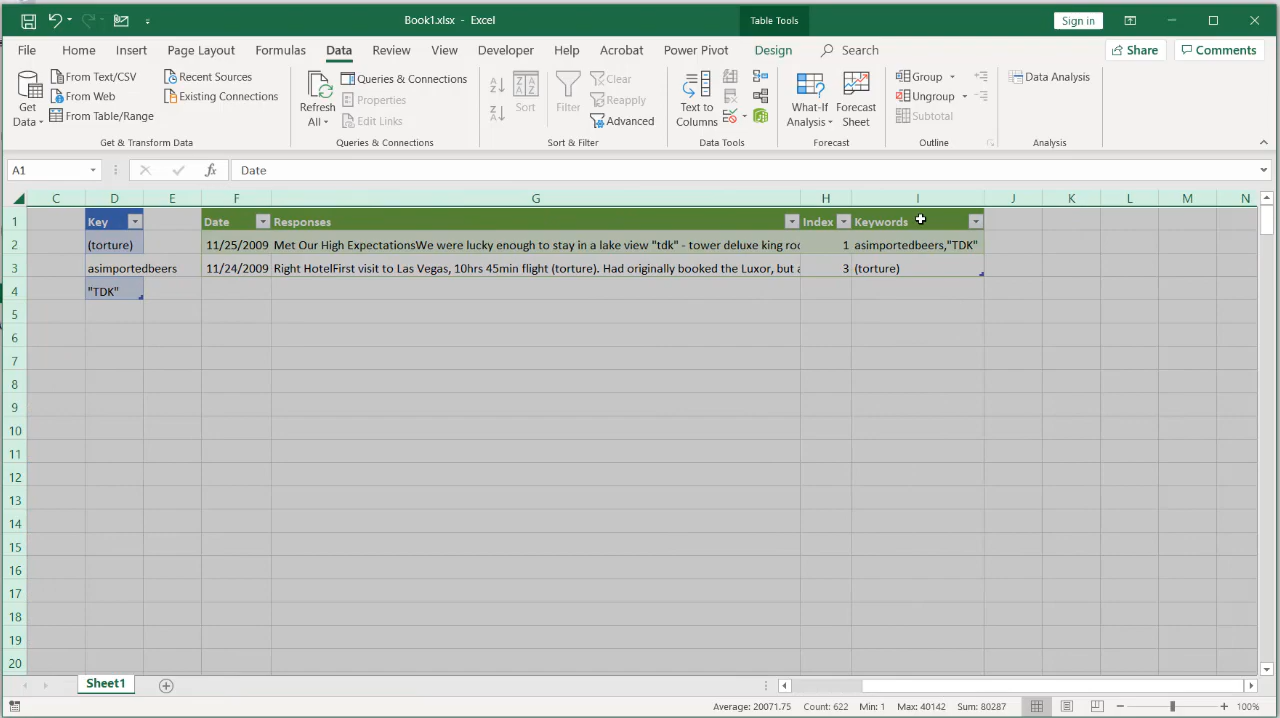 Book1.xlsx - Excel
Table Tools
Sign in
File Home Insert Page Layout Formulas Data Review View Developer Help Acrobat Power Pivot Design Search Share Comments
Get Data
From Text/CSV
From Web
From Table/Range
Recent Sources
Existing Connections
Get & Transform Data
Refresh All
Queries & Connections
Properties
Edit Links
Queries & Connections
Sort
Filter
Clear
Reapply
Advanced
Sort & Filter
Text to Columns
Data Tools
What-If Analysis
Forecast Sheet
Forecast
Group
Ungroup
Subtotal
Outline
Data Analysis
Analysis
A1 fx Date
C D E F G H I J K L M N
1 Key Date Responses Index Keywords
2 (torture) 11/25/2009 Met Our High ExpectationsWe were lucky enough to stay in a lake view "tdk" - tower deluxe king roo 1 asimportedbeers,"TDK"
3 asimportedbeers 11/24/2009 Right HotelFirst visit to Las Vegas, 10hrs 45min flight (torture). Had originally booked the Luxor, but a 3 (torture)
4 "TDK"
5
6
7
8
9
10
11
12
13
14
15
16
17
18
19
20
Sheet1
Average: 20071.75 Count: 622 Min: 1 Max: 40142 Sum: 80287 100%